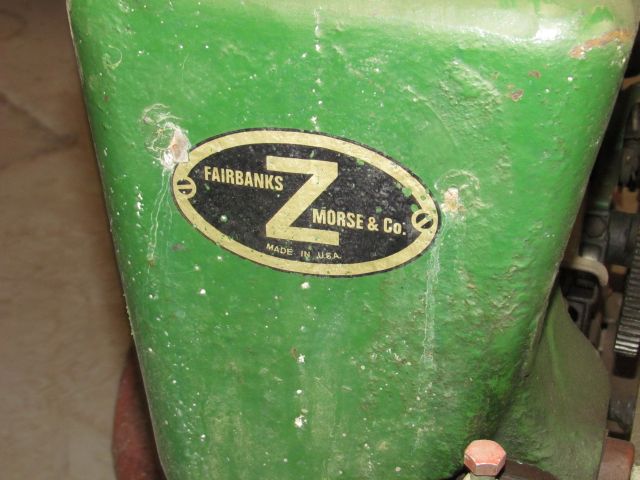 FAIRBANKS
Z
MORSE & Co.
MADE IN U.S.A.